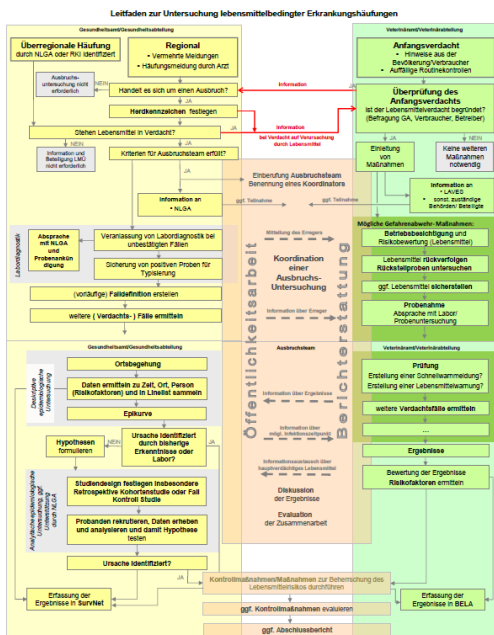 Leitfaden zur Untersuchung lebensmittelbedingter Erkrankungshäufungen
Gesundheitsamt/Gesundheitsabteilung
Überregionale Häufung
durch NLGA oder RKI identifiziert
Regional
• Vermehrte Meldungen
• Häufungsmeldung durch Arzt
Ausbruchs-
untersuchung nicht
erforderlich
NEIN
Handelt es sich um einen Ausbruch?
JA
Herdkennzeichen festlegen
Stehen Lebensmittel in Verdacht?
JA
NEIN
Information und
Beteiligung LMÜ
nicht erforderlich
Kriterien für Ausbruchsteam erfüllt?
JA
Information an
• NLGA
Labordiagnostik
Absprache
mit NLGA
und
Probenankün
digung
Veranlassung von Labordiagnostik bei
unbestätigten Fällen
Sicherung von positiven Proben für
Typisierung
(vorläufige) Falldefinition erstellen
weitere ( Verdachts- ) Fälle ermitteln
Information
Information
bei Verdacht auf Verursachung
durch Lebensmittel
Einberufung Ausbruchsteam
Benennung eines Koordinators
ggf. Teilnahme
ggf. Teilnahme
Öffentlichkeitsarbeit
Berichterstattung
Mitteilung des Erregers
Koordination
einer
Ausbruchs-
Untersuchung
Information über Erreger
Veterinäramt/Veterinärabteilung
Anfangsverdacht
• Hinweise aus der
Bevölkerung/Verbraucher
• Auffällige Routinekontrollen
Überprüfung des
Anfangsverdachts
Ist der Lebensmittelverdacht begründet?
(Befragung GA, Verbraucher, Betreiber)
JA
NEIN
Einleitung
von
Maßnahmen
Keine weiteren
Maßnahmen
notwendig
Information an
• LAVES
• sonst. zuständige
Behörden/ Beteiligte
Mögliche Gefahrenabwehr- Maßnahmen:
Betriebsbesichtigung und
Risikobewertung (Lebensmittel)
Lebensmittel rückverfolgen
Rückstellproben untersuchen
ggf. Lebensmittel sicherstellen
Probenahme
Absprache mit Labor/
Probenuntersuchung
Gesundheitsamt/Gesundheitsabteilung
Deskriptive
epidemiologische
Untersuchung
Ortsbegehung
Daten ermitteln zu Zeit, Ort, Person
(Risikofaktoren) und in Linelist sammeln
Epikurve
Hypothesen
formulieren
NEIN
Ursache identifiziert durch
bisherige
Erkenntnisse oder
Labor?
Analytische epidemiologische
Untersuchung, ggf.
Unterstützung
durch NLGA
Studiendesign festlegen insbesondere
Retrospektive Kohortenstudie oder Fall
Kontroll Studie
Probanden rekrutieren, Daten erheben
und analysieren und damit Hypothese
testen
Ursache identifiziert?
JA
JA
Erfassung der
Ergebnisse in SurvNet
Ausbruchsteam
Information über Ergebnisse
Information über
mögl. Infektionszeitpunkt
Informationsaustausch über
hauptverdächtiges Lebensmittel
Diskussion
der Ergebnisse
Evaluation
der Zusammenarbeit
Veterinäramt/Veterinärabteilung
Prüfung
Erstellung einer Schnellwarnmeldung?
Erstellung einer Lebensmittelwarnung?
weitere Verdachtsfälle ermitteln
...
Ergebnisse
Bewertung der Ergebnisse
Risikofaktoren ermitteln
Kontrollmaßnahmen/Maßnahmen zur Beherrschung des
Lebensmittelrisikos durchführen
ggf. Kontrollmaßnahmen evaluieren
ggf. Abschlussbericht
Erfassung der
Ergebnisse in BELA